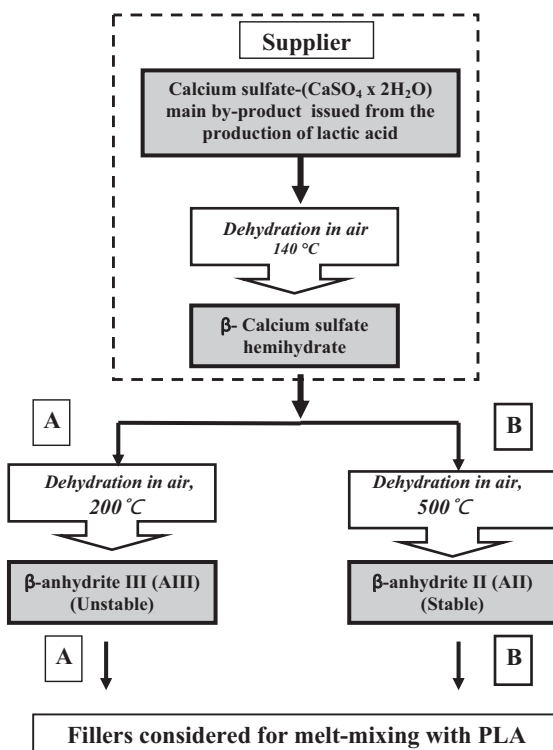 Supplier
Calcium sulfate-(CaSO₄ x 2H₂O)
main by-product issued from the
production of lactic acid
Dehydration in air
140 °C
β- Calcium sulfate
hemihydrate
A
B
Dehydration in air,
200℃
Dehydration in air,
500℃
β-anhydrite III (AIII)
(Unstable)
β-anhydrite II (AII)
(Stable)
A
B
Fillers considered for melt-mixing with PLA